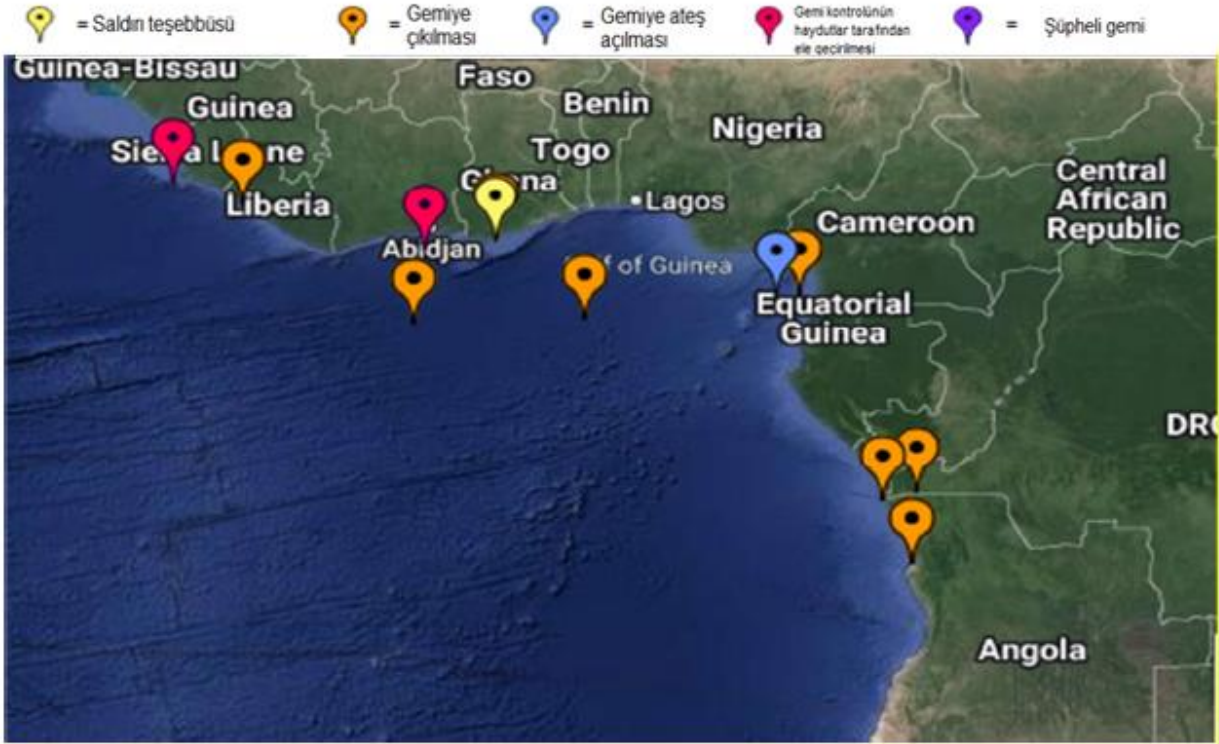 = Saldırı teşebbüsü
= Gemiye
çıkılması
= Gemiye ateş
açılması
Gemi kontrolünün
haydutlar tarafından
ele geçirilmesi
= Şüpheli gemi
Guinea-Bissau
Faso
Guinea
Benin
Nigeria
Togo
Central
African
Republic
Liberia
Lagos
Cameroon
Abidjan
of Guinea
Equatorial
Guinea
Angola